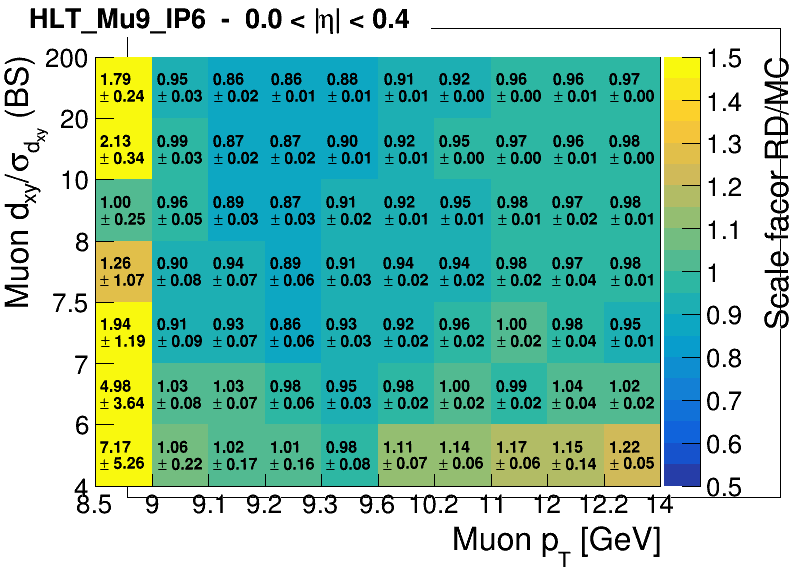 HLT_Mu9_IP6 - 0.0 < |η| < 0.4
Muon d_xy/σ_d_xy (BS)
200
20
10
8
7.5
7
6
4
1.79 0.95 0.86 0.86 0.88 0.91 0.92 0.96 0.96 0.97
± 0.24 ± 0.03 ± 0.02 ± 0.01 ± 0.01 ± 0.01 ± 0.00 ± 0.00 ± 0.01 ± 0.00
2.13 0.99 0.87 0.87 0.90 0.92 0.95 0.97 0.96 0.98
± 0.34 ± 0.03 ± 0.02 ± 0.02 ± 0.01 ± 0.01 ± 0.00 ± 0.00 ± 0.01 ± 0.00
1.00 0.96 0.89 0.87 0.91 0.92 0.95 0.98 0.97 0.98
± 0.25 ± 0.05 ± 0.03 ± 0.03 ± 0.02 ± 0.01 ± 0.01 ± 0.01 ± 0.02 ± 0.01
1.26 0.90 0.94 0.89 0.91 0.94 0.94 0.98 0.97 0.98
± 1.07 ± 0.08 ± 0.07 ± 0.06 ± 0.03 ± 0.02 ± 0.02 ± 0.02 ± 0.04 ± 0.01
1.94 0.91 0.93 0.86 0.93 0.92 0.96 1.00 0.98 0.95
± 1.19 ± 0.09 ± 0.07 ± 0.06 ± 0.03 ± 0.02 ± 0.02 ± 0.02 ± 0.04 ± 0.01
4.98 1.03 1.03 0.98 0.95 0.98 1.00 0.99 1.04 1.02
± 3.64 ± 0.08 ± 0.07 ± 0.06 ± 0.03 ± 0.02 ± 0.02 ± 0.02 ± 0.04 ± 0.02
7.17 1.06 1.02 1.01 0.98 1.11 1.14 1.17 1.15 1.22
± 5.26 ± 0.22 ± 0.17 ± 0.16 ± 0.08 ± 0.07 ± 0.06 ± 0.06 ± 0.14 ± 0.05
8.5 9 9.1 9.2 9.3 9.6 10.2 11 12 12.2 14
Muon p_T [GeV]
1.5
1.4
1.3
1.2
1.1
1
0.9
0.8
0.7
0.6
0.5
Scale facor RD/MC